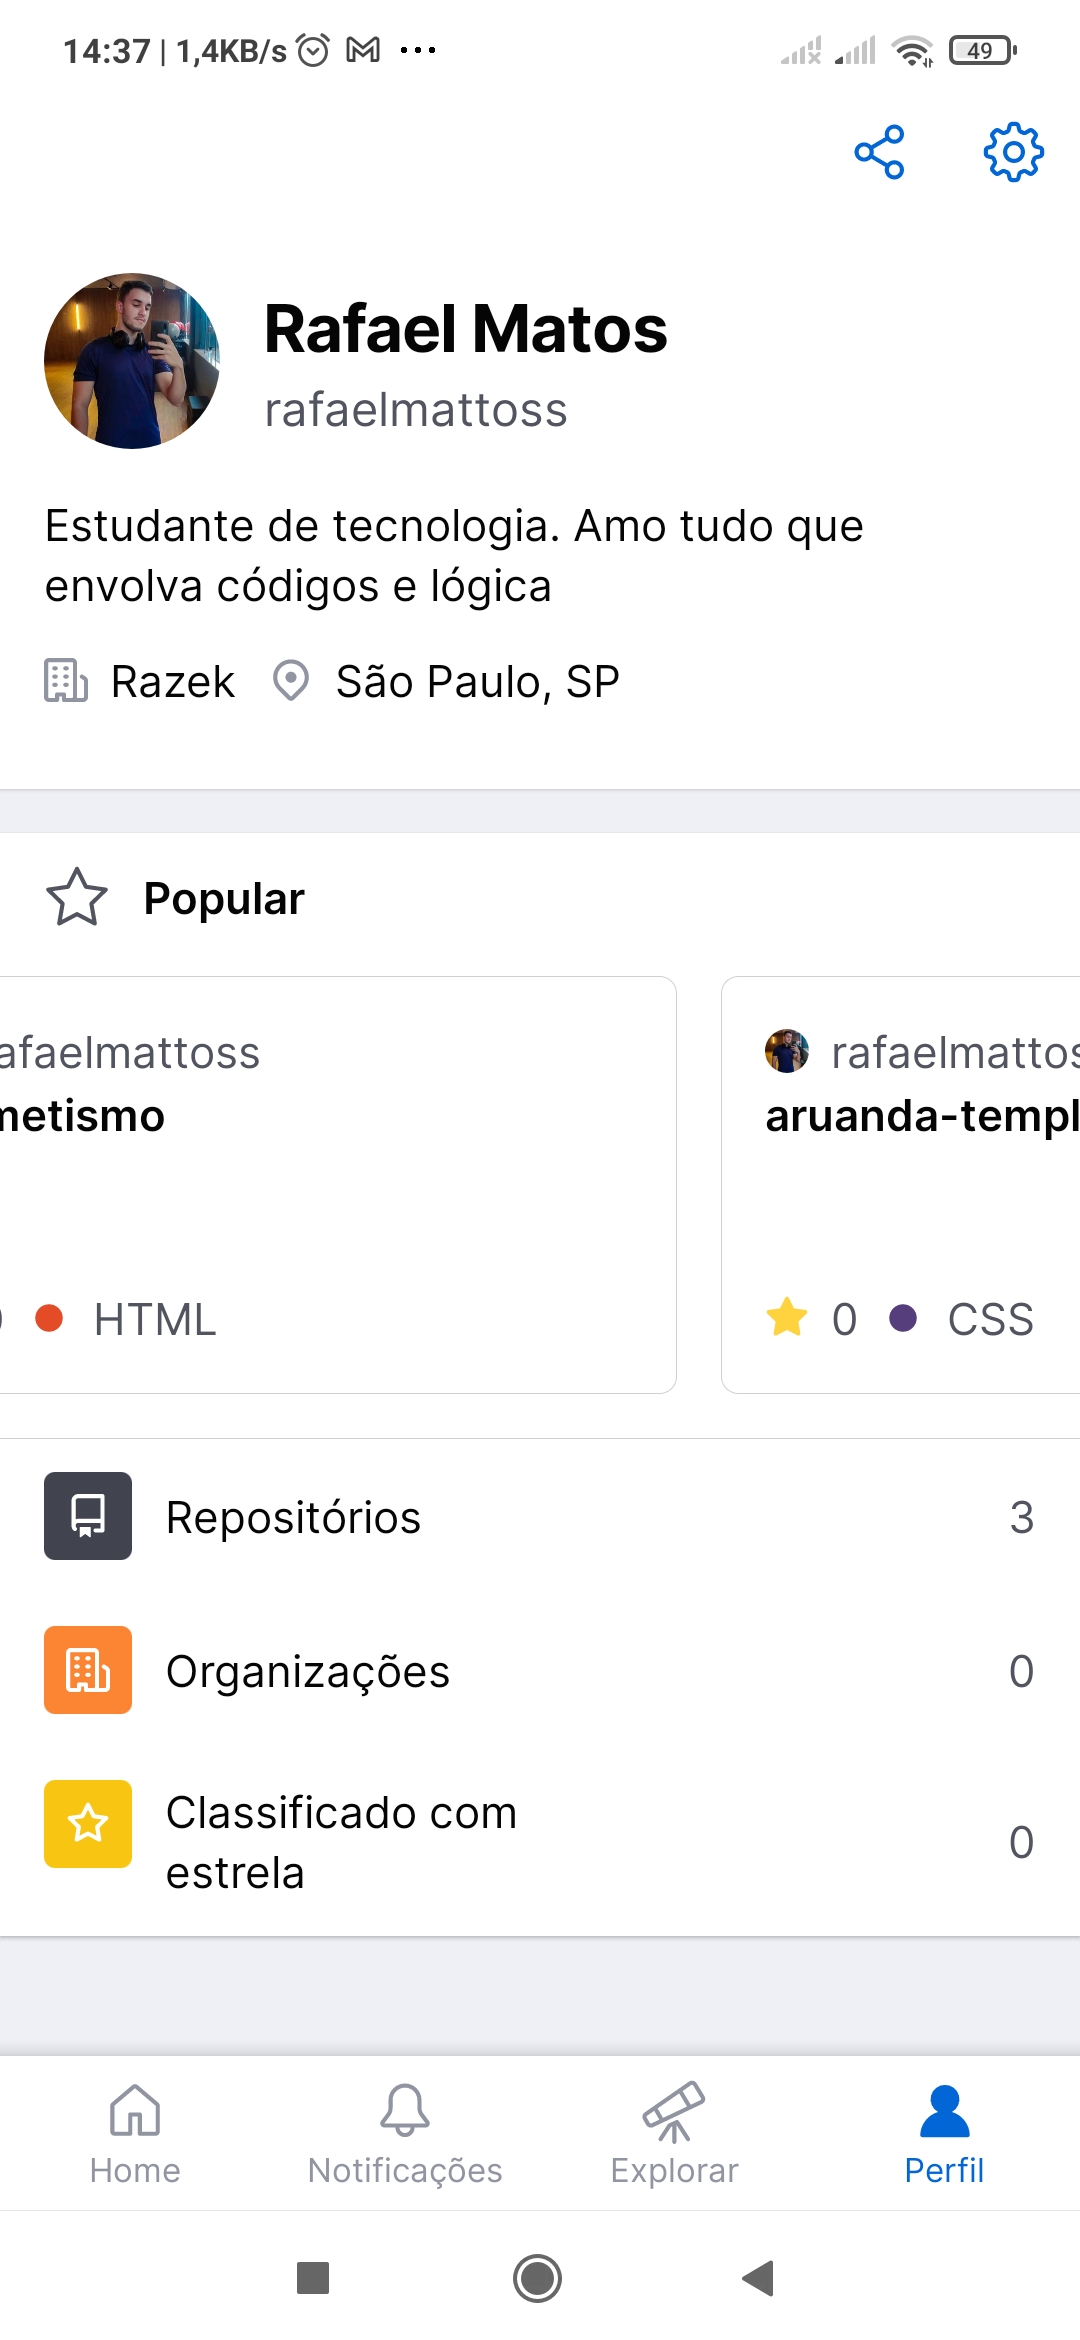 14:37 | 1,4KB/s
49
Rafael Matos
rafaelmattoss
Estudante de tecnologia. Amo tudo que
envolva códigos e lógica
Razek São Paulo, SP
Popular
afaelmattoss
metismo
HTML
rafaelmattos
aruanda-templ
0 CSS
Repositórios 3
Organizações 0
Classificado com
estrela
0
Home Notificações Explorar Perfil